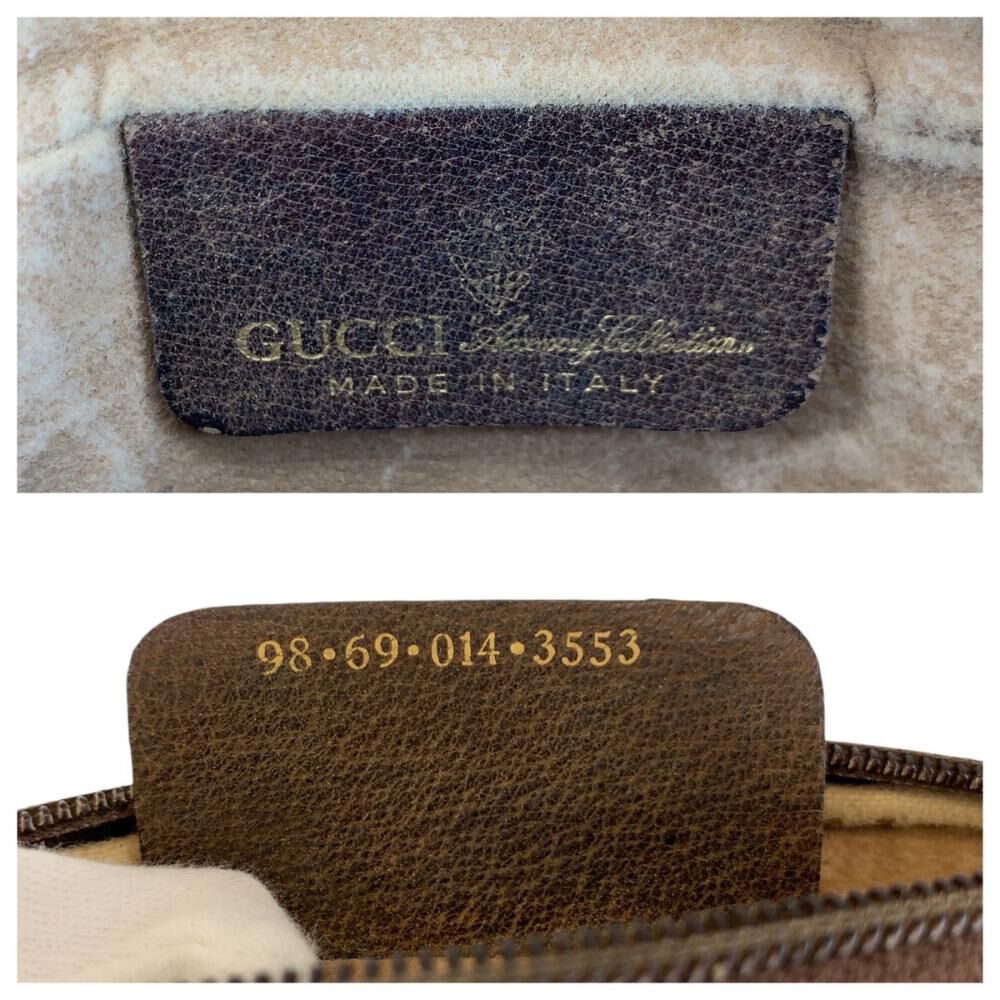 GUCCI "Accessory Collection„
MADE IN ITALY
98•69•014•3553